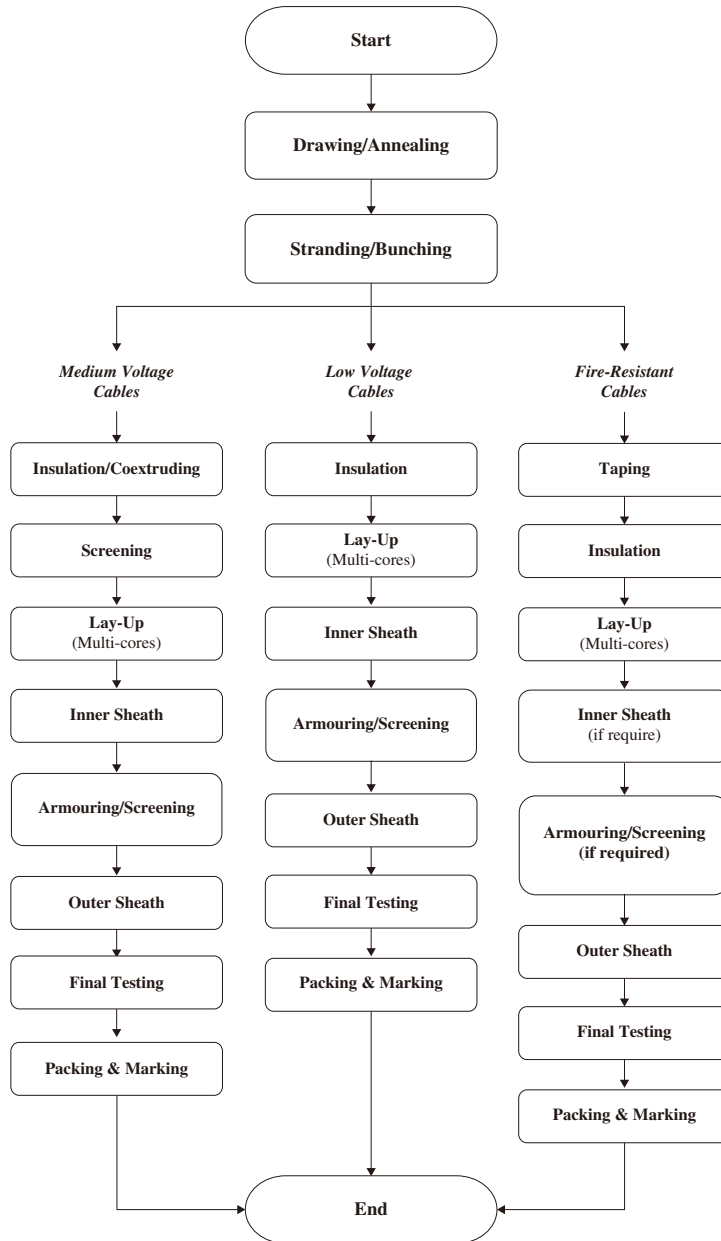 Start
Drawing/Annealing
Stranding/Bunching
Medium Voltage
Cables
Insulation/Coextruding
Screening
Lay-Up
(Multi-cores)
Inner Sheath
Armouring/Screening
Outer Sheath
Final Testing
Packing & Marking
Low Voltage
Cables
Insulation
Lay-Up
(Multi-cores)
Inner Sheath
Armouring/Screening
Outer Sheath
Final Testing
Packing & Marking
Fire-Resistant
Cables
Taping
Insulation
Lay-Up
(Multi-cores)
Inner Sheath
(if require)
Armouring/Screening
(if required)
Outer Sheath
Final Testing
Packing & Marking
End